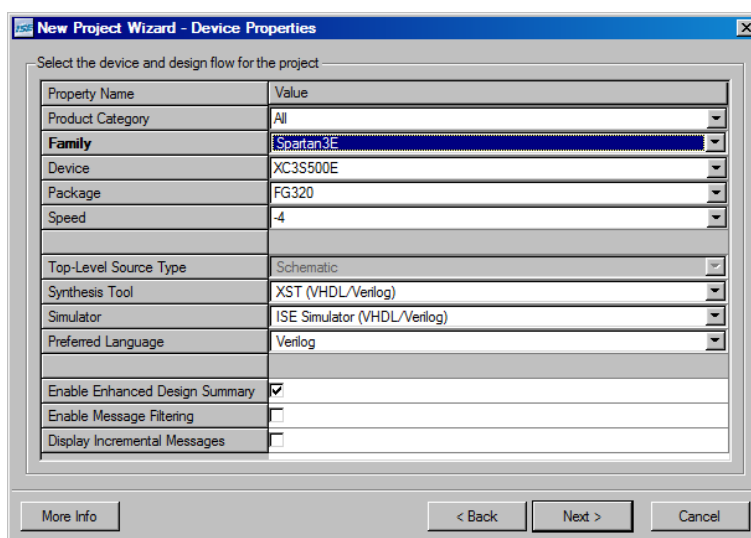 ISE New Project Wizard - Device Properties
Select the device and design flow for the project
Property Name Value
Product Category All
Family Spartan3E
Device XC3S500E
Package FG320
Speed -4
Top-Level Source Type Schematic
Synthesis Tool XST (VHDL/Verilog)
Simulator ISE Simulator (VHDL/Verilog)
Preferred Language Verilog
Enable Enhanced Design Summary
Enable Message Filtering
Display Incremental Messages
More Info < Back Next > Cancel